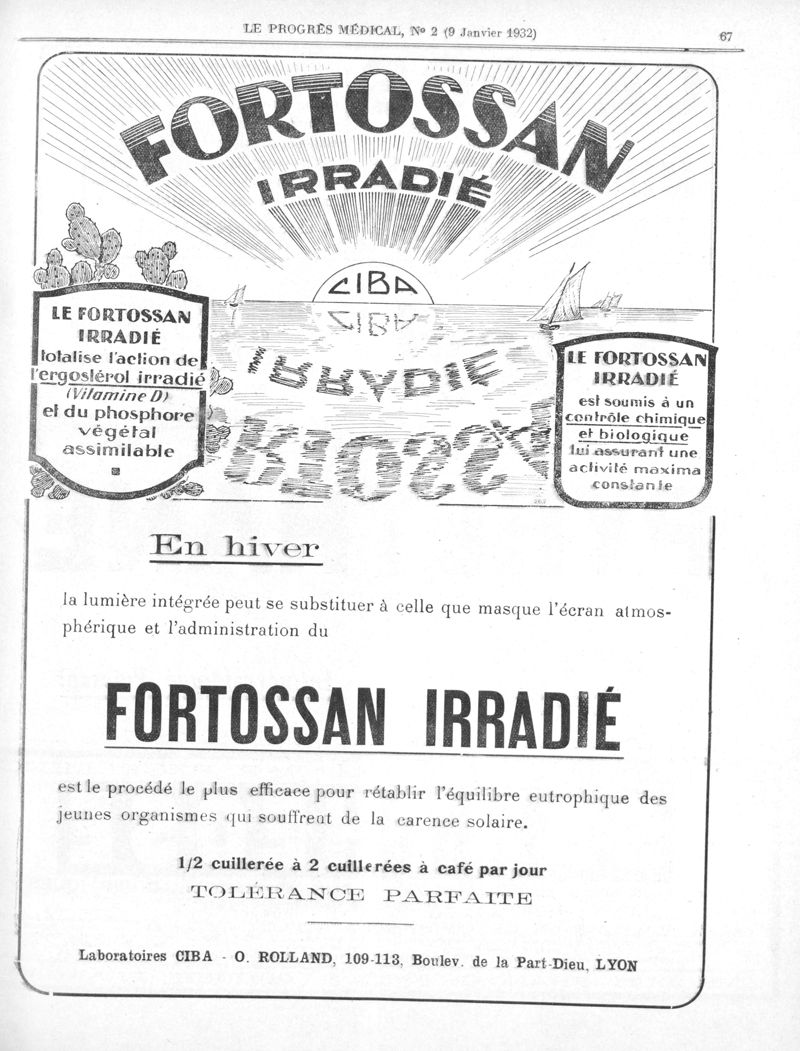 LE PROGRÈS MÉDICAL, Nº 2 (9 Janvier 1932)
67
FORTOSSAN
IRRADIÉ
CIBA
CIBA
IRRADIÉ
LE FORTOSSAN
IRRADIÉ
totalise l'action de
l'ergostérol irradié
(Vitamine D)
et du phosphore
végétal
assimilable
LE FORTOSSAN
IRRADIÉ
est soumis à un
contrôle chimique
et biologique
lui assurant une
activité maxima
constante
En hiver
la lumière intégrée peut se substituer à celle que masque l'écran atmos-
phérique et l'administration du
FORTOSSAN IRRADIÉ
est le procédé le plus efficace pour rétablir l'équilibre eutrophique des
jeunes organismes qui souffrent de la carence solaire.
1/2 cuillerée à 2 cuillerées à café par jour
TOLÉRANCE PARFAITE
Laboratoires CIBA - O. ROLLAND, 109-113, Boulev. de la Part-Dieu, LYON